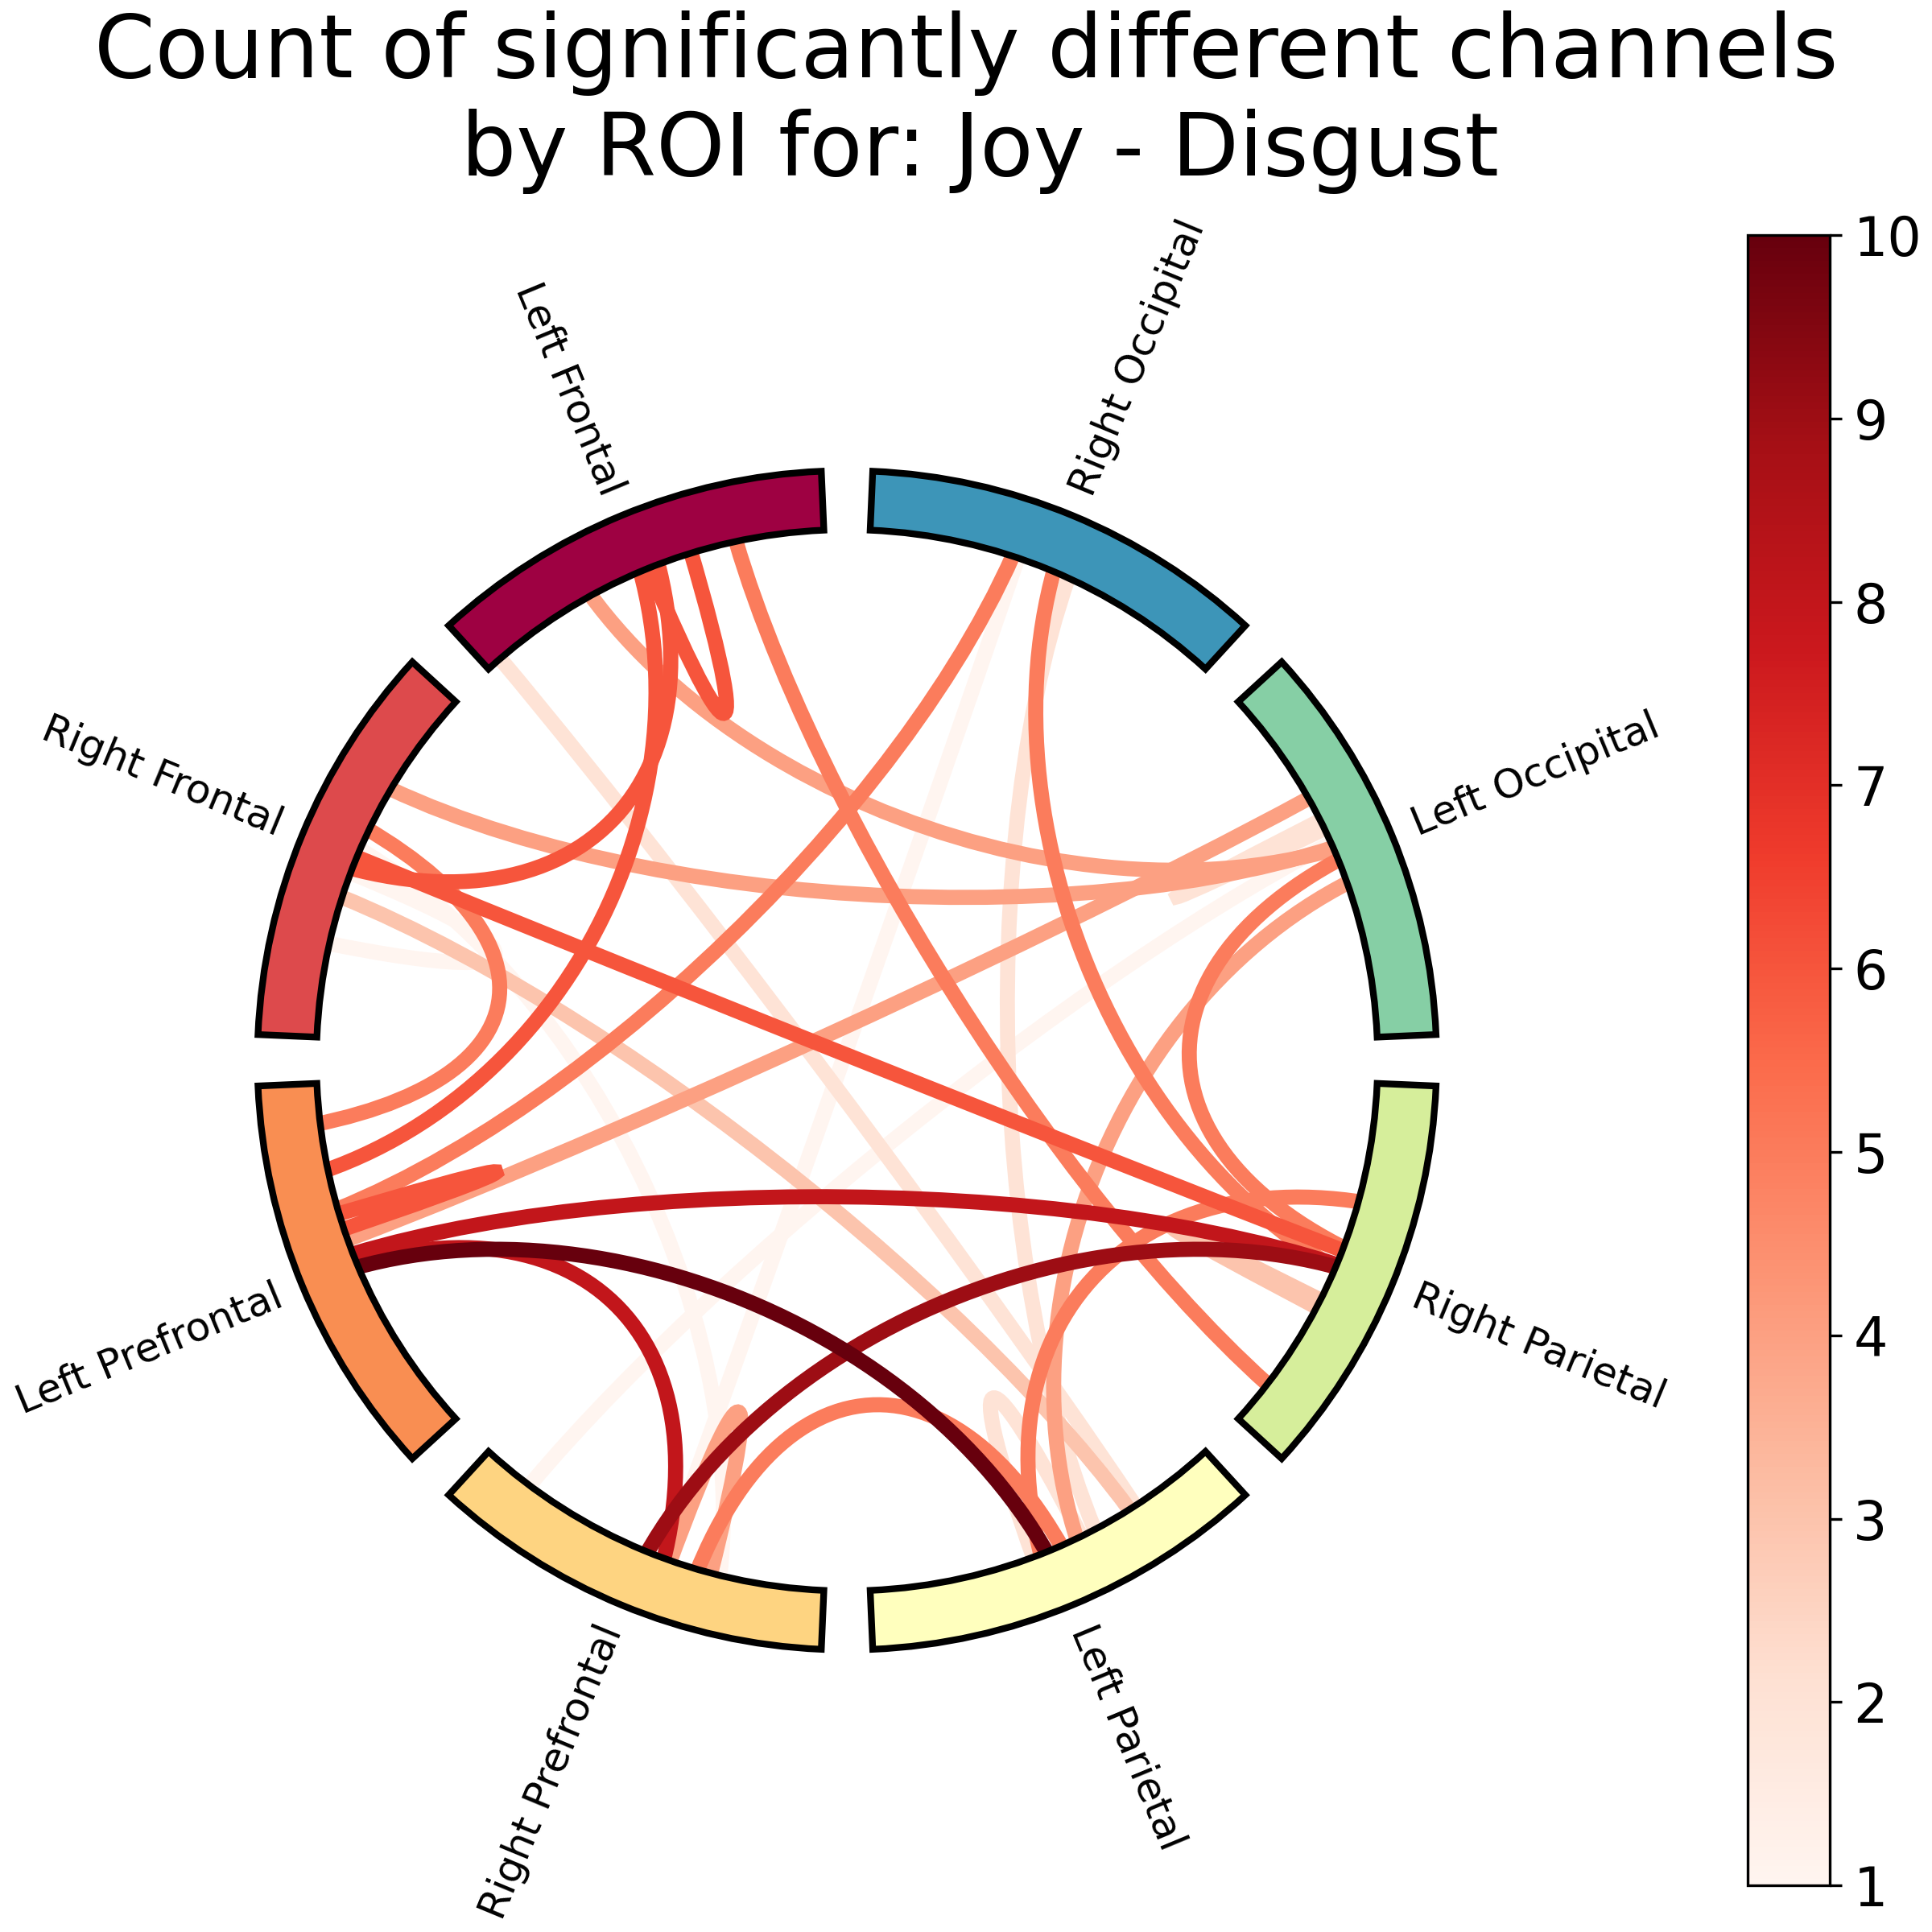 Count of significantly different channels
by ROI for: Joy - Disgust
Left Frontal
Right Occipital
Right Frontal
Left Occipital
Left Prefrontal
Right Parietal
Right Prefrontal
Left Parietal
10
9
8
7
6
5
4
3
2
1